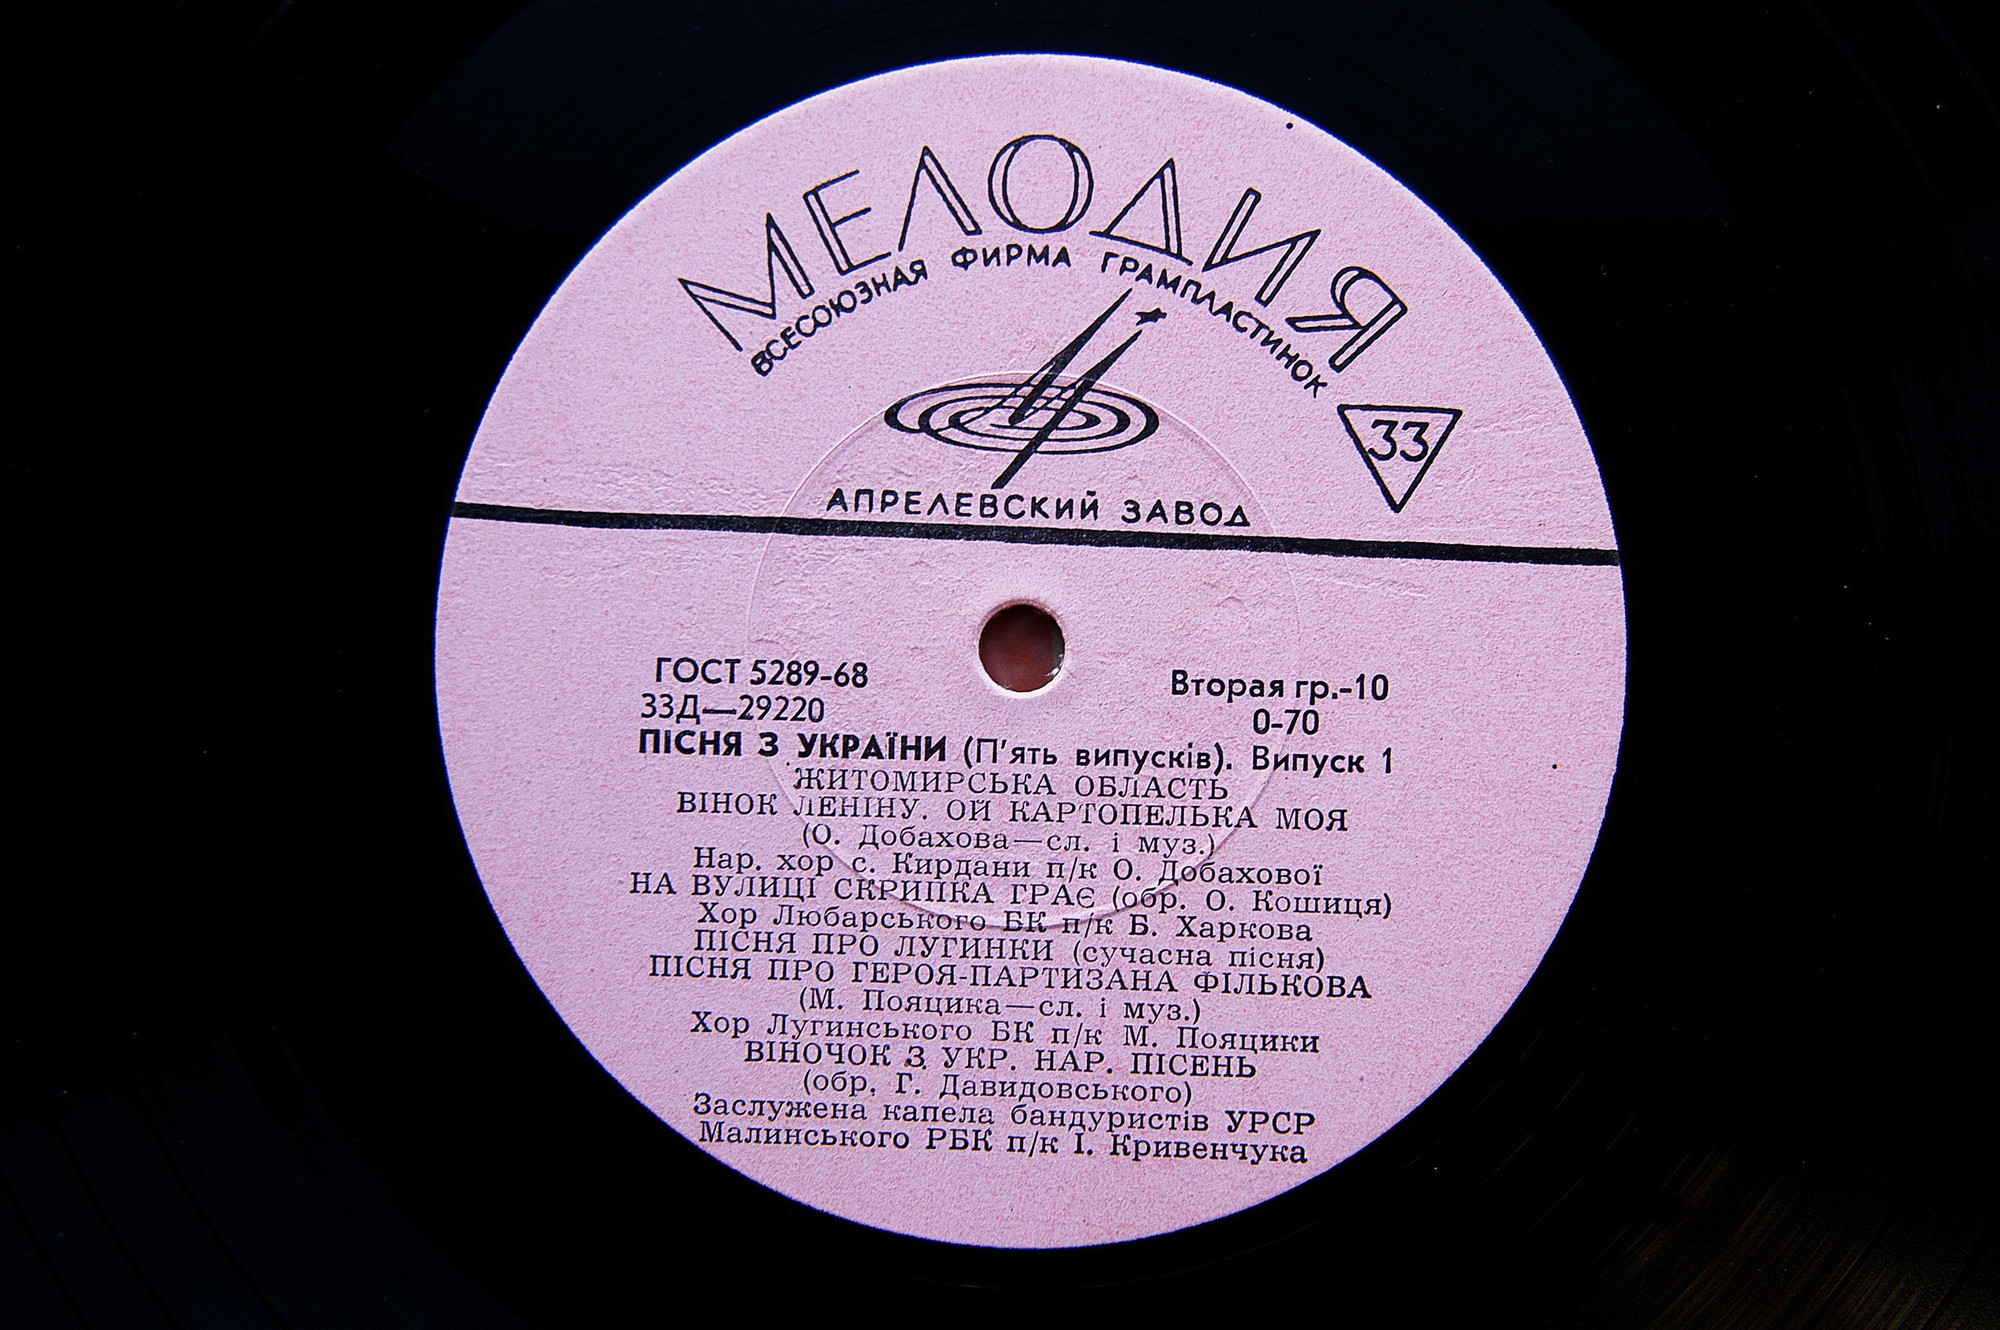 МЕЛОДИЯ
ВСЕСОЮЗНАЯ ФИРМА ГРАМПЛАСТИНОК
33
АПРЕЛЕВСКИЙ ЗАВОД
ГОСТ 5289-68
Вторая гр.-10
33Д—29220
0-70
ПІСНЯ З УКРАЇНИ (П'ять випусків). Випуск 1
ЖИТОМИРСЬКА ОБЛАСТЬ
ВІНОК ЛЕНІНУ. ОЙ КАРТОПЕЛЬКА МОЯ
(О. Добахова—сл. і муз.)
Нар. хор с. Кирдани п/к О. Добахової
НА ВУЛИЦІ СКРИПКА ГРАЄ (обр. О. Кошиця)
Хор Любарського БК п/к Б. Харкова
ПІСНЯ ПРО ЛУГИНКИ (сучасна пісня)
ПІСНЯ ПРО ГЕРОЯ-ПАРТИЗАНА ФІЛЬКОВА
(М. Пояцика—сл. і муз.)
Хор Лугинського БК п/к М. Пояцики
ВІНОЧОК З УКР. НАР. ПІСЕНЬ
(обр. Г. Давидовського)
Заслужена капела бандуристів УРСР
Малинського РБК п/к І. Кривенчука